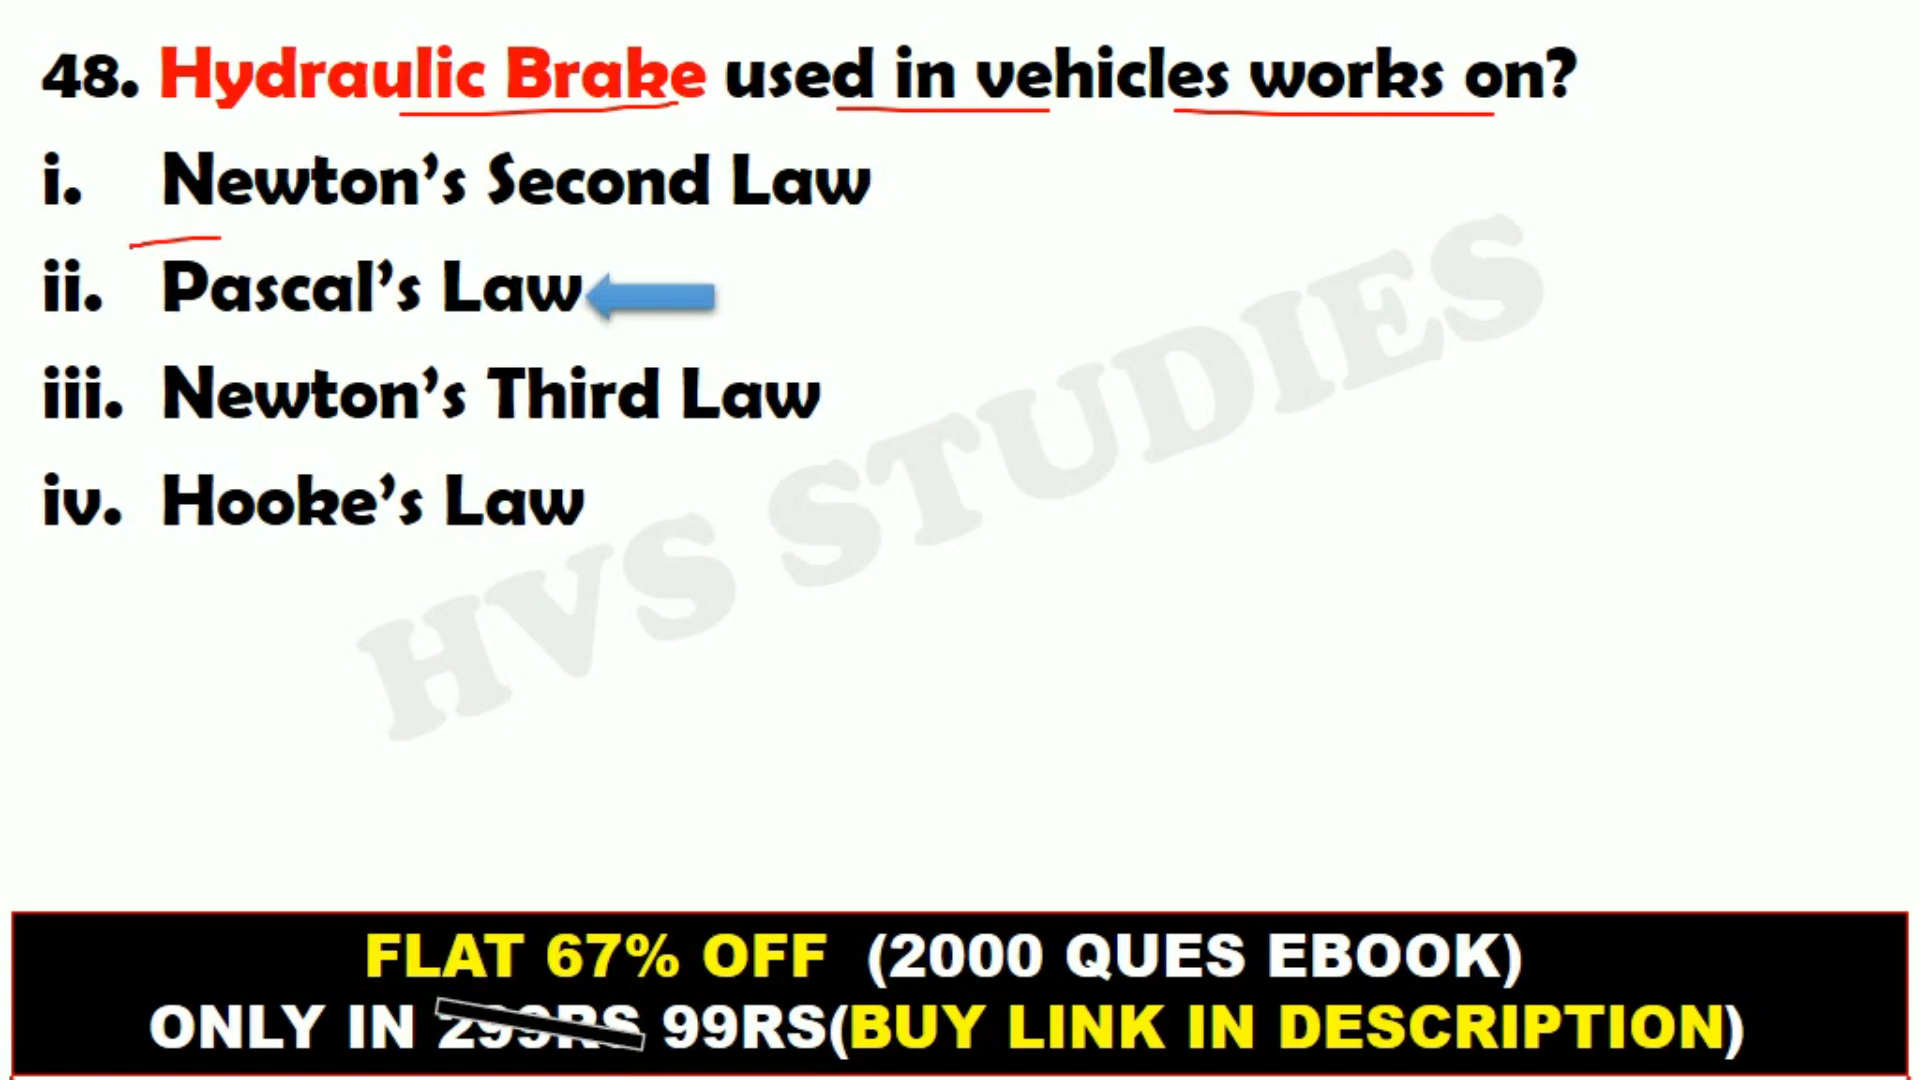 48. Hydraulic Brake used in vehicles works on?
i. Newton's Second Law
ii. Pascal's Law
iii. Newton's Third Law
iv. Hooke's Law
HVS STUDIES
FLAT 67% OFF (2000 QUES EBOOK)
ONLY IN 299RS 99RS(BUY LINK IN DESCRIPTION)